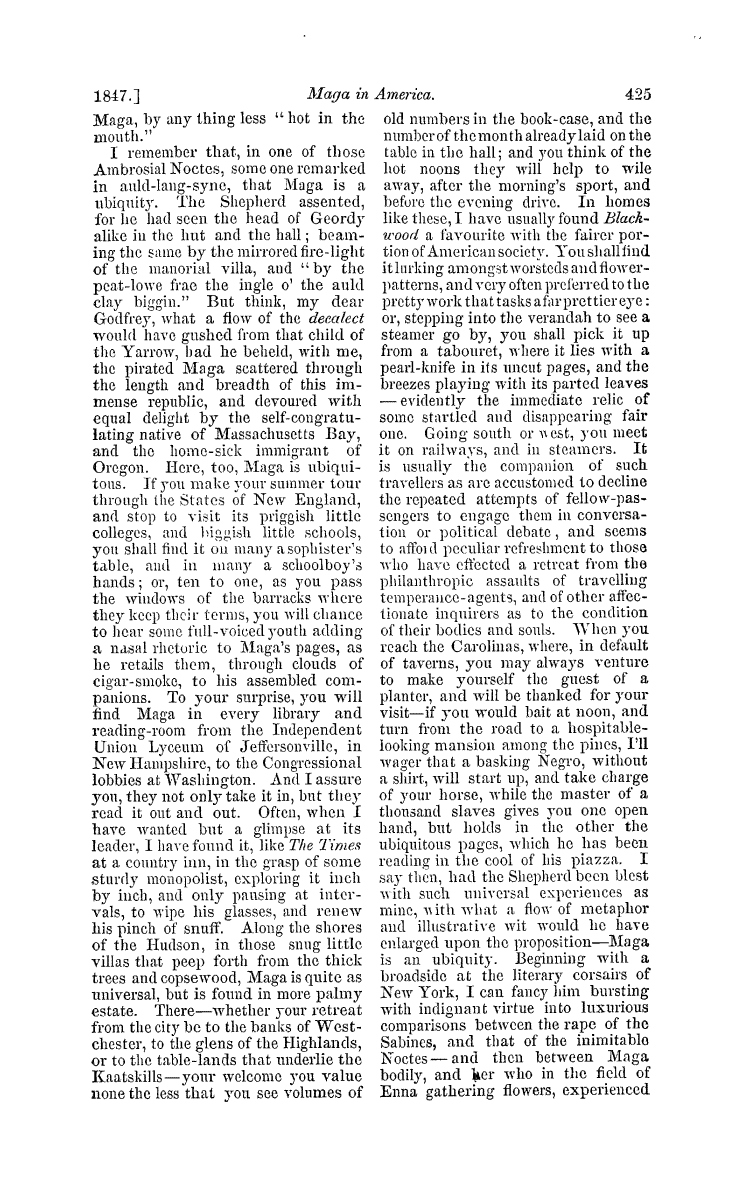 1847.] Maga in America. 425
Maga, by any thing less "hot in the
mouth."
I remember that, in one of those
Ambrosial Noctes, some one remarked
in auld-lang-syne, that Maga is a
ubiquity. The Shepherd assented,
for he had seen the head of Geordy
alike in the hut and the hall; beam-
ing the same by the mirrored fire-light
of the manorial villa, and "by the
peat-lowe frae the ingle o' the auld
clay biggin." But think, my dear
Godfrey, what a flow of the decalect
would have gushed from that child of
the Yarrow, had he beheld, with me,
the pirated Maga scattered through
the length and breadth of this im-
mense republic, and devoured with
equal delight by the self-congratu-
lating native of Massachusetts Bay,
and the home-sick immigrant of
Oregon. Here, too, Maga is ubiqui-
tous. If you make your summer tour
through the States of New England,
and stop to visit its priggish little
colleges, and biggish little schools,
you shall find it on many a sophister's
table, and in many a schoolboy's
hands; or, ten to one, as you pass
the windows of the barracks where
they keep their terms, you will chance
to hear some full-voiced youth adding
a nasal rhetoric to Maga's pages, as
he retails them, through clouds of
cigar-smoke, to his assembled com-
panions. To your surprise, you will
find Maga in every library and
reading-room from the Independent
Union Lyceum of Jeffersonville, in
New Hampshire, to the Congressional
lobbies at Washington. And I assure
you, they not only take it in, but they
read it out and out. Often, when I
have wanted but a glimpse at its
leader, I have found it, like The Times
at a country inn, in the grasp of some
sturdy monopolist, exploring it inch
by inch, and only pausing at inter-
vals, to wipe his glasses, and renew
his pinch of snuff. Along the shores
of the Hudson, in those snug little
villas that peep forth from the thick
trees and copsewood, Maga is quite as
universal, but is found in more palmy
estate. There—whether your retreat
from the city be to the banks of West-
chester, to the glens of the Highlands,
or to the table-lands that underlie the
Kaatskills—your welcome you value
none the less that you see volumes of
old numbers in the book-case, and the
number of the month already laid on the
table in the hall; and you think of the
hot noons they will help to wile
away, after the morning's sport, and
before the evening drive. In homes
like these, I have usually found Black-
wood a favourite with the fairer por-
tion of American society. You shall find
it lurking amongst worsteds and flower-
patterns, and very often preferred to the
pretty work that tasks a far prettier eye:
or, stepping into the verandah to see a
steamer go by, you shall pick it up
from a tabouret, where it lies with a
pearl-knife in its uncut pages, and the
breezes playing with its parted leaves
—evidently the immediate relic of
some startled and disappearing fair
one. Going south or west, you meet
it on railways, and in steamers. It
is usually the companion of such
travellers as are accustomed to decline
the repeated attempts of fellow-pas-
sengers to engage them in conversa-
tion or political debate, and seems
to afford peculiar refreshment to those
who have effected a retreat from the
philanthropic assaults of travelling
temperance-agents, and of other affec-
tionate inquirers as to the condition
of their bodies and souls. When you
reach the Carolinas, where, in default
of taverns, you may always venture
to make yourself the guest of a
planter, and will be thanked for your
visit—if you would bait at noon, and
turn from the road to a hospitable-
looking mansion among the pines, I'll
wager that a basking Negro, without
a shirt, will start up, and take charge
of your horse, while the master of a
thousand slaves gives you one open
hand, but holds in the other the
ubiquitous pages, which he has been
reading in the cool of his piazza. I
say then, had the Shepherd been blest
with such universal experiences as
mine, with what a flow of metaphor
and illustrative wit would he have
enlarged upon the proposition—Maga
is an ubiquity. Beginning with a
broadside at the literary corsairs of
New York, I can fancy him bursting
with indignant virtue into luxurious
comparisons between the rape of the
Sabines, and that of the inimitable
Noctes—and then between Maga
bodily, and her who in the field of
Enna gathering flowers, experienced